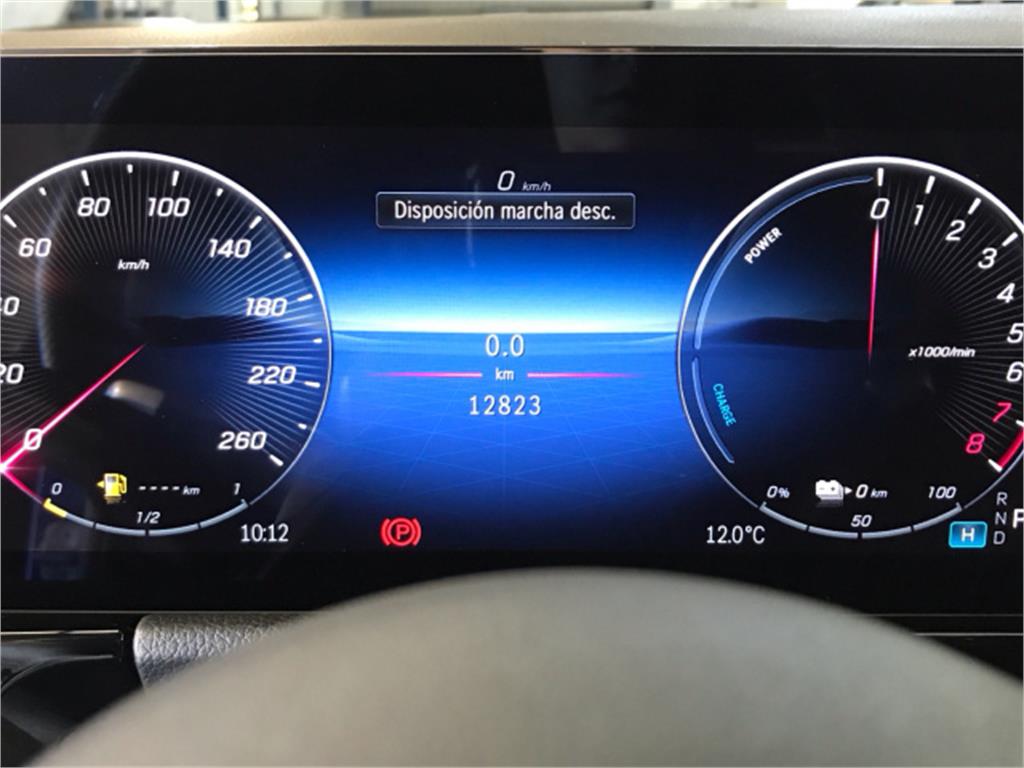 0 km/h
Disposición marcha desc.
0.0
km
12823
20
60
80
100
140
180
220
260
km/h
0
0
1/2
1
---- km
10:12
P
12.0°C
POWER
CHARGE
0
1
2
3
4
5
6
7
8
x1000/min
0%
0 km
50
100
H
R
N
D
P